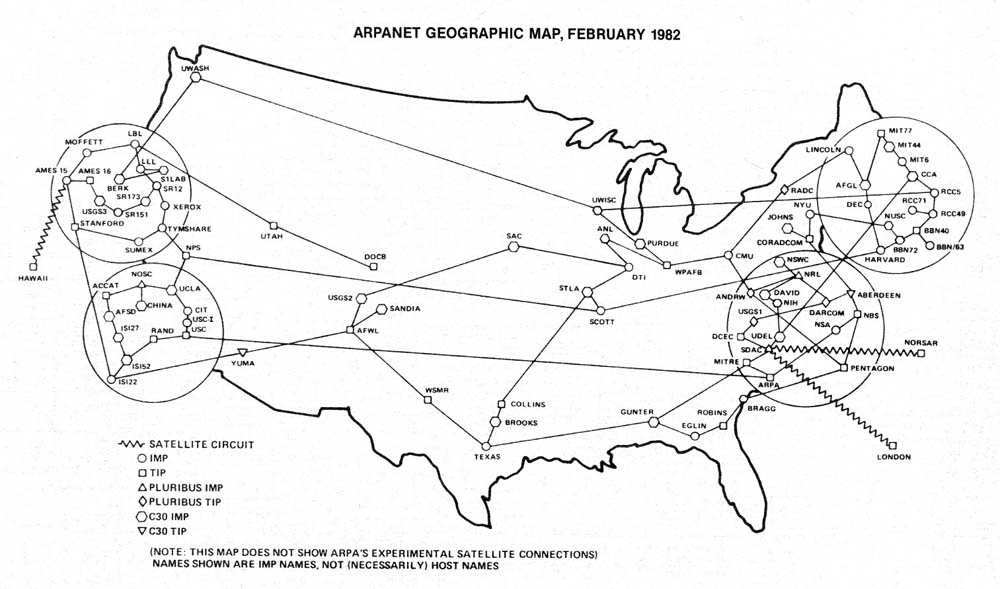 ARPANET GEOGRAPHIC MAP, FEBRUARY 1982
UWASH
MOFFETT
LBL
AMES 15
AMES 16
LLL
S1LAB
BERK
SR12
SR173
USGS3
SR151
XEROX
STANFORD
TYMSHARE
SUMEX
NPS
HAWAII
UTAH
DOCB
SAC
UWISC
ANL
PURDUE
WPAFB
DTI
STLA
SCOTT
CMU
LINCOLN
RADC
NYU
JOHNS
CORADCOM
MIT77
MIT44
MIT6
CCA
AFGL
DEC
RCC5
RCC71
RCC49
NUSC
BBN40
BBN72
BBN/63
HARVARD
ACCAT
NOSC
UCLA
CHINA
AFSD
CIT
USC-I
USC
ISI27
RAND
ISI52
ISI22
YUMA
USGS2
SANDIA
AFWL
WSMR
COLLINS
BROOKS
TEXAS
GUNTER
EGLIN
ROBINS
BRAGG
NSWC
NRL
ANDRW
DAVID
NIH
ABERDEEN
DARCOM
USGS1
NBS
NSA
DCEC
UDEL
SDAC
MITRE
ARPA
PENTAGON
NORSAR
LONDON
SATELLITE CIRCUIT
IMP
TIP
PLURIBUS IMP
PLURIBUS TIP
C30 IMP
C30 TIP
(NOTE: THIS MAP DOES NOT SHOW ARPA'S EXPERIMENTAL SATELLITE CONNECTIONS)
NAMES SHOWN ARE IMP NAMES, NOT (NECESSARILY) HOST NAMES